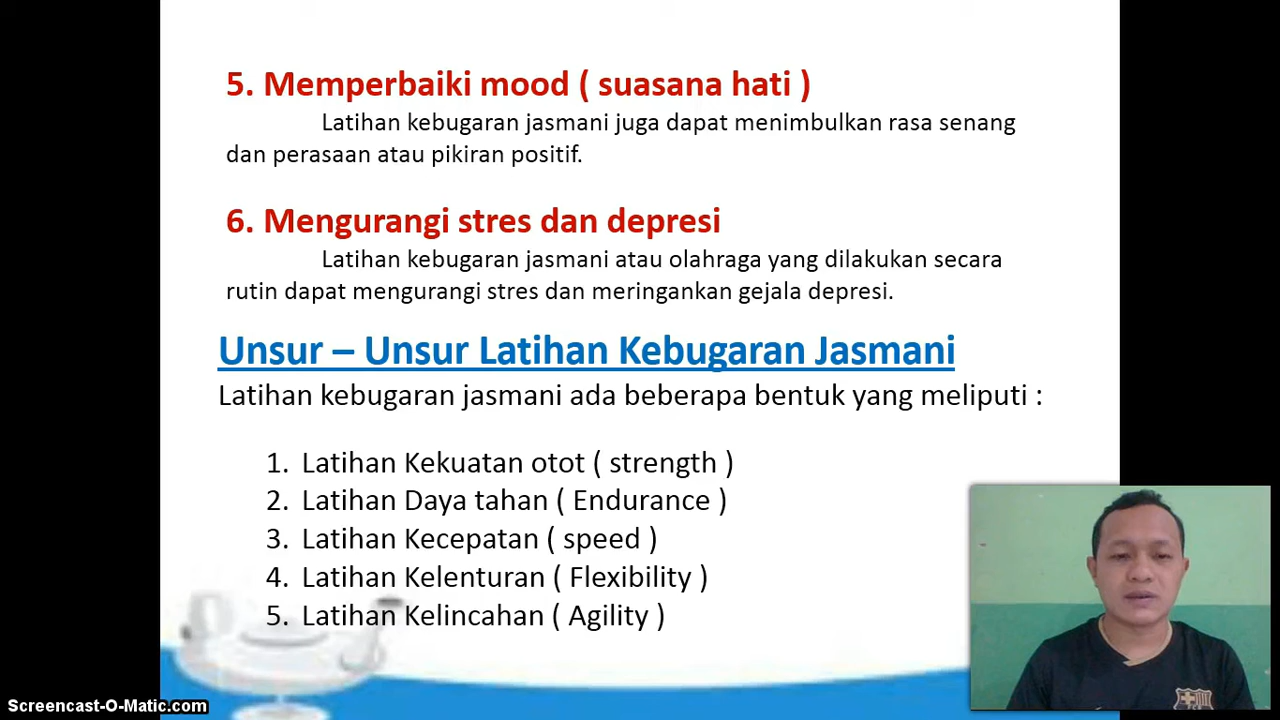 5. Memperbaiki mood ( suasana hati )
Latihan kebugaran jasmani juga dapat menimbulkan rasa senang
dan perasaan atau pikiran positif.
6. Mengurangi stres dan depresi
Latihan kebugaran jasmani atau olahraga yang dilakukan secara
rutin dapat mengurangi stres dan meringankan gejala depresi.
Unsur – Unsur Latihan Kebugaran Jasmani
Latihan kebugaran jasmani ada beberapa bentuk yang meliputi :
1. Latihan Kekuatan otot ( strength )
2. Latihan Daya tahan ( Endurance )
3. Latihan Kecepatan ( speed )
4. Latihan Kelenturan ( Flexibility )
5. Latihan Kelincahan ( Agility )
Screencast-O-Matic.com